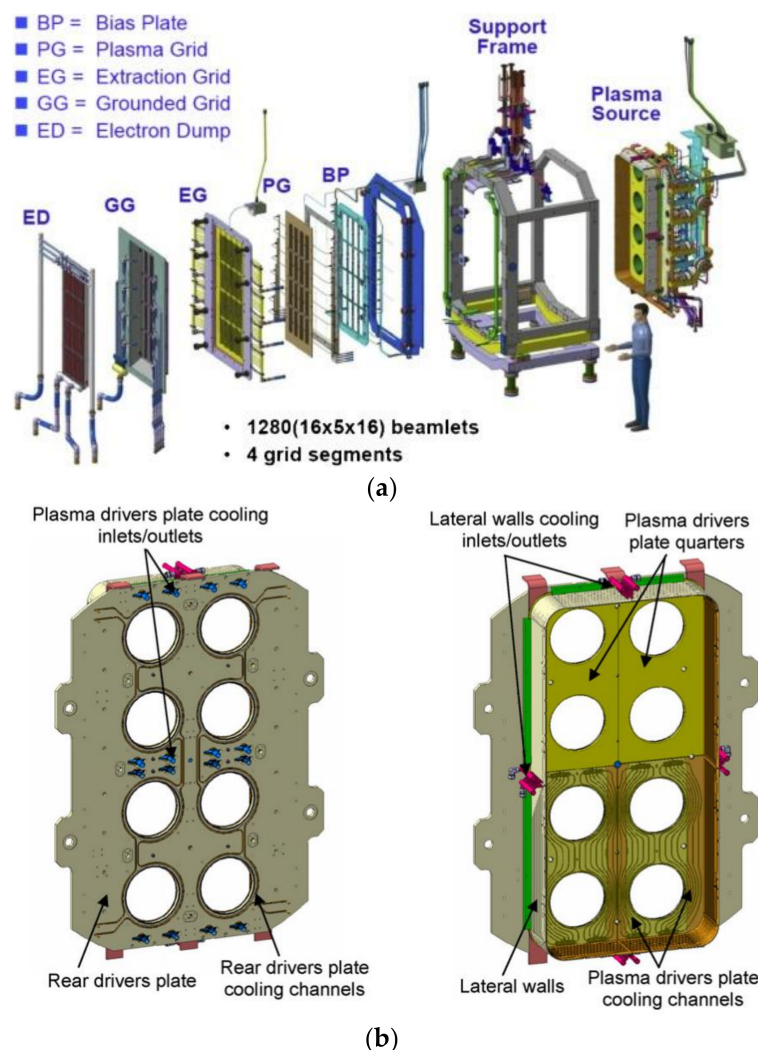 BP = Bias Plate
PG = Plasma Grid
EG = Extraction Grid
GG = Grounded Grid
ED = Electron Dump
Support
Frame
Plasma
Source
ED
GG
EG
PG
BP
• 1280(16x5x16) beamlets
• 4 grid segments
(a)
Plasma drivers plate cooling
inlets/outlets
Lateral walls cooling
inlets/outlets
Plasma drivers
plate quarters
Rear drivers plate
Rear drivers plate
cooling channels
Lateral walls
Plasma drivers plate
cooling channels
(b)